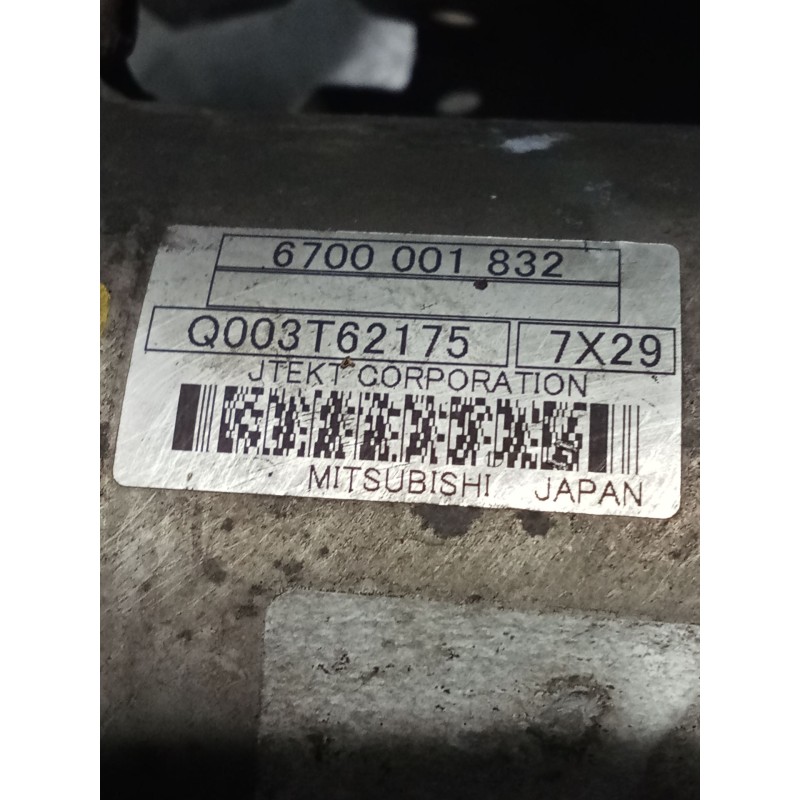 6700 001 832
Q003T62175 7X29
JTEKT CORPORATION
MITSUBISHI JAPAN